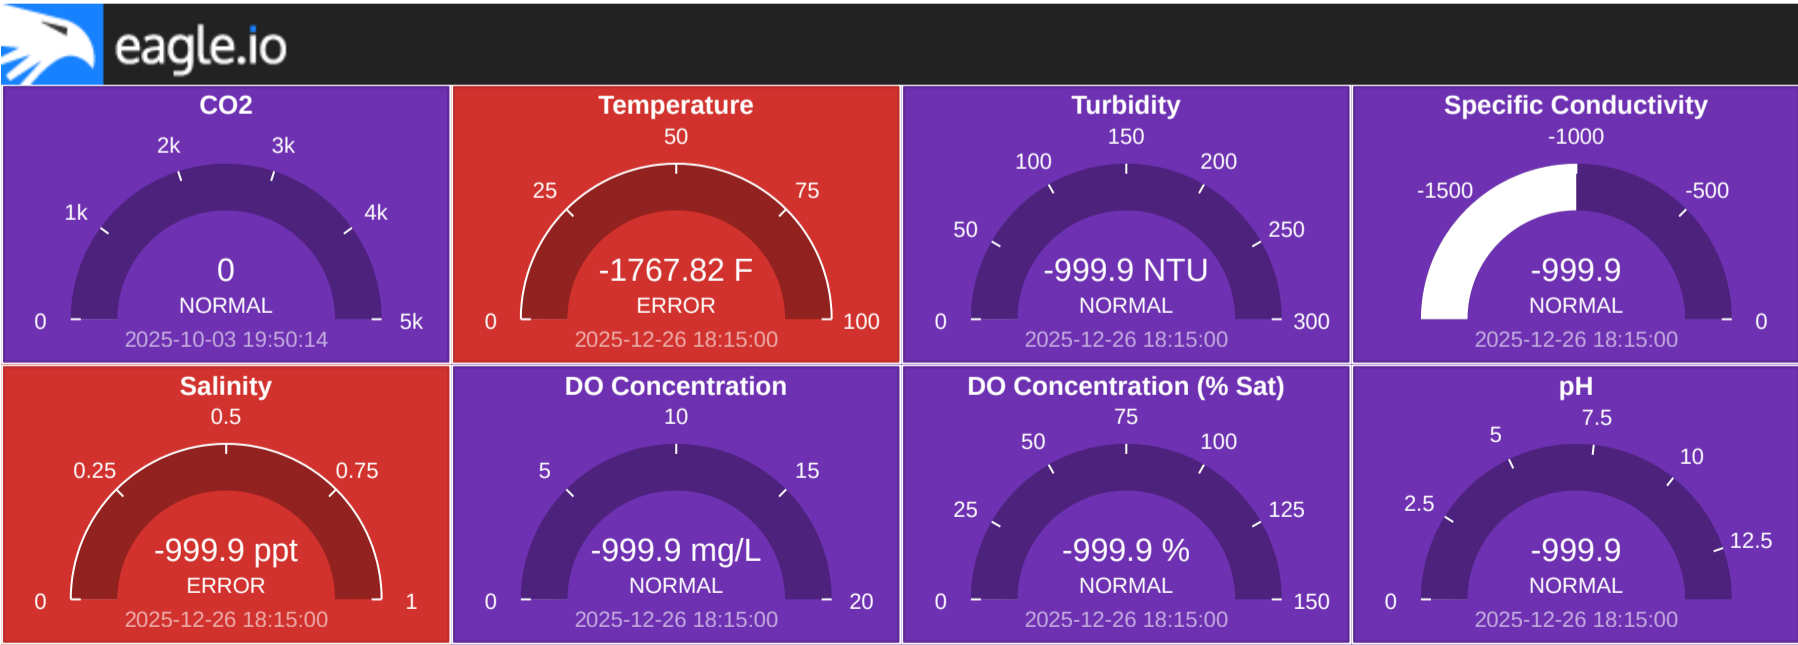 eagle.io
CO2
2k 3k
1k 4k
0
NORMAL
0 5k
2025-10-03 19:50:14
Temperature
50
25 75
-1767.82 F
ERROR
0 100
2025-12-26 18:15:00
Turbidity
150
100 200
50 250
-999.9 NTU
NORMAL
0 300
2025-12-26 18:15:00
Specific Conductivity
-1000
-1500 -500
-999.9
NORMAL
0
2025-12-26 18:15:00
Salinity
0.5
0.25 0.75
-999.9 ppt
ERROR
0 1
2025-12-26 18:15:00
DO Concentration
10
5 15
-999.9 mg/L
NORMAL
0 20
2025-12-26 18:15:00
DO Concentration (% Sat)
75
50 100
25 125
-999.9 %
NORMAL
0 150
2025-12-26 18:15:00
pH
7.5
5
10
2.5
12.5
-999.9
NORMAL
0
2025-12-26 18:15:00